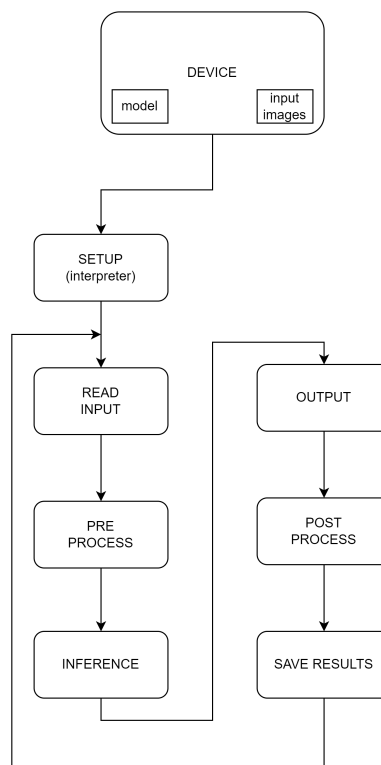 DEVICE
model
input
images
SETUP
(interpreter)
READ
INPUT
PRE
PROCESS
INFERENCE
OUTPUT
POST
PROCESS
SAVE RESULTS